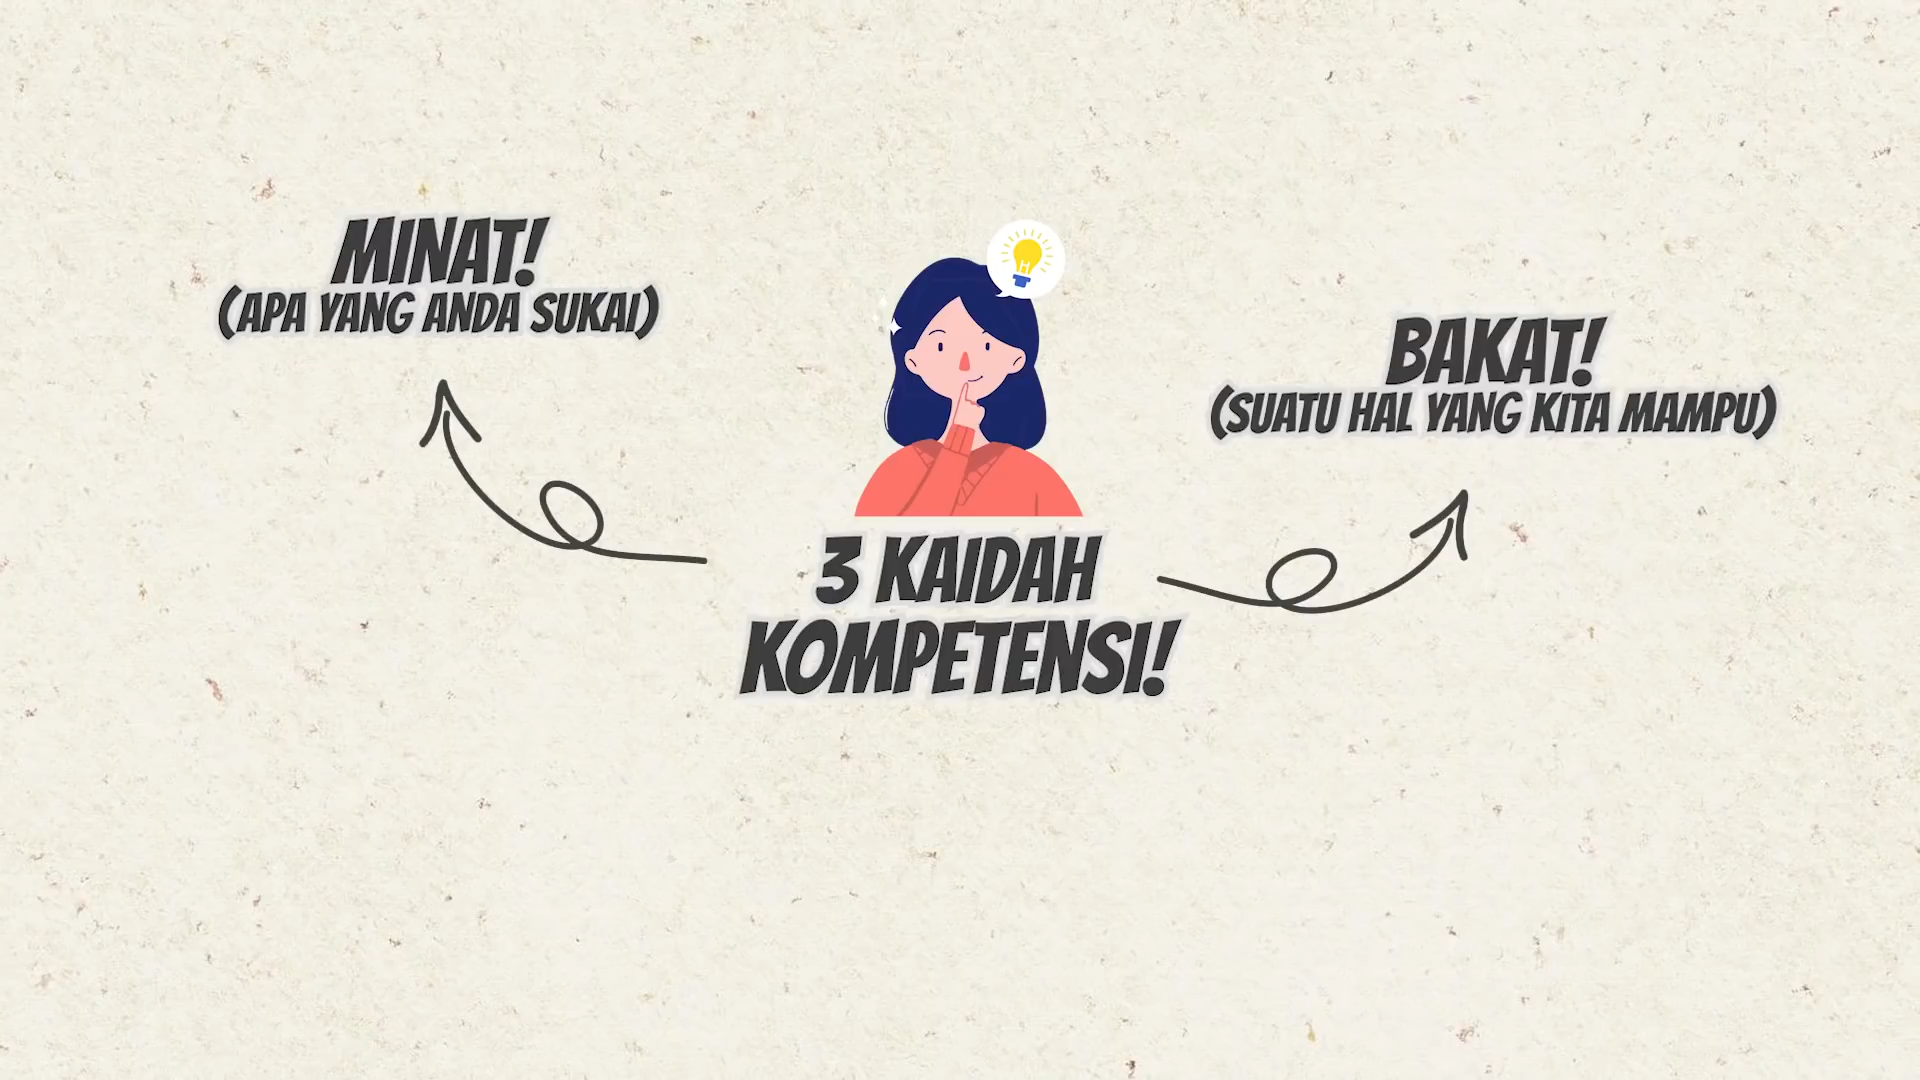 MINAT!
(APA YANG ANDA SUKAI)
BAKAT!
(SUATU HAL YANG KITA MAMPU)
3 KAIDAH
KOMPETENSI!